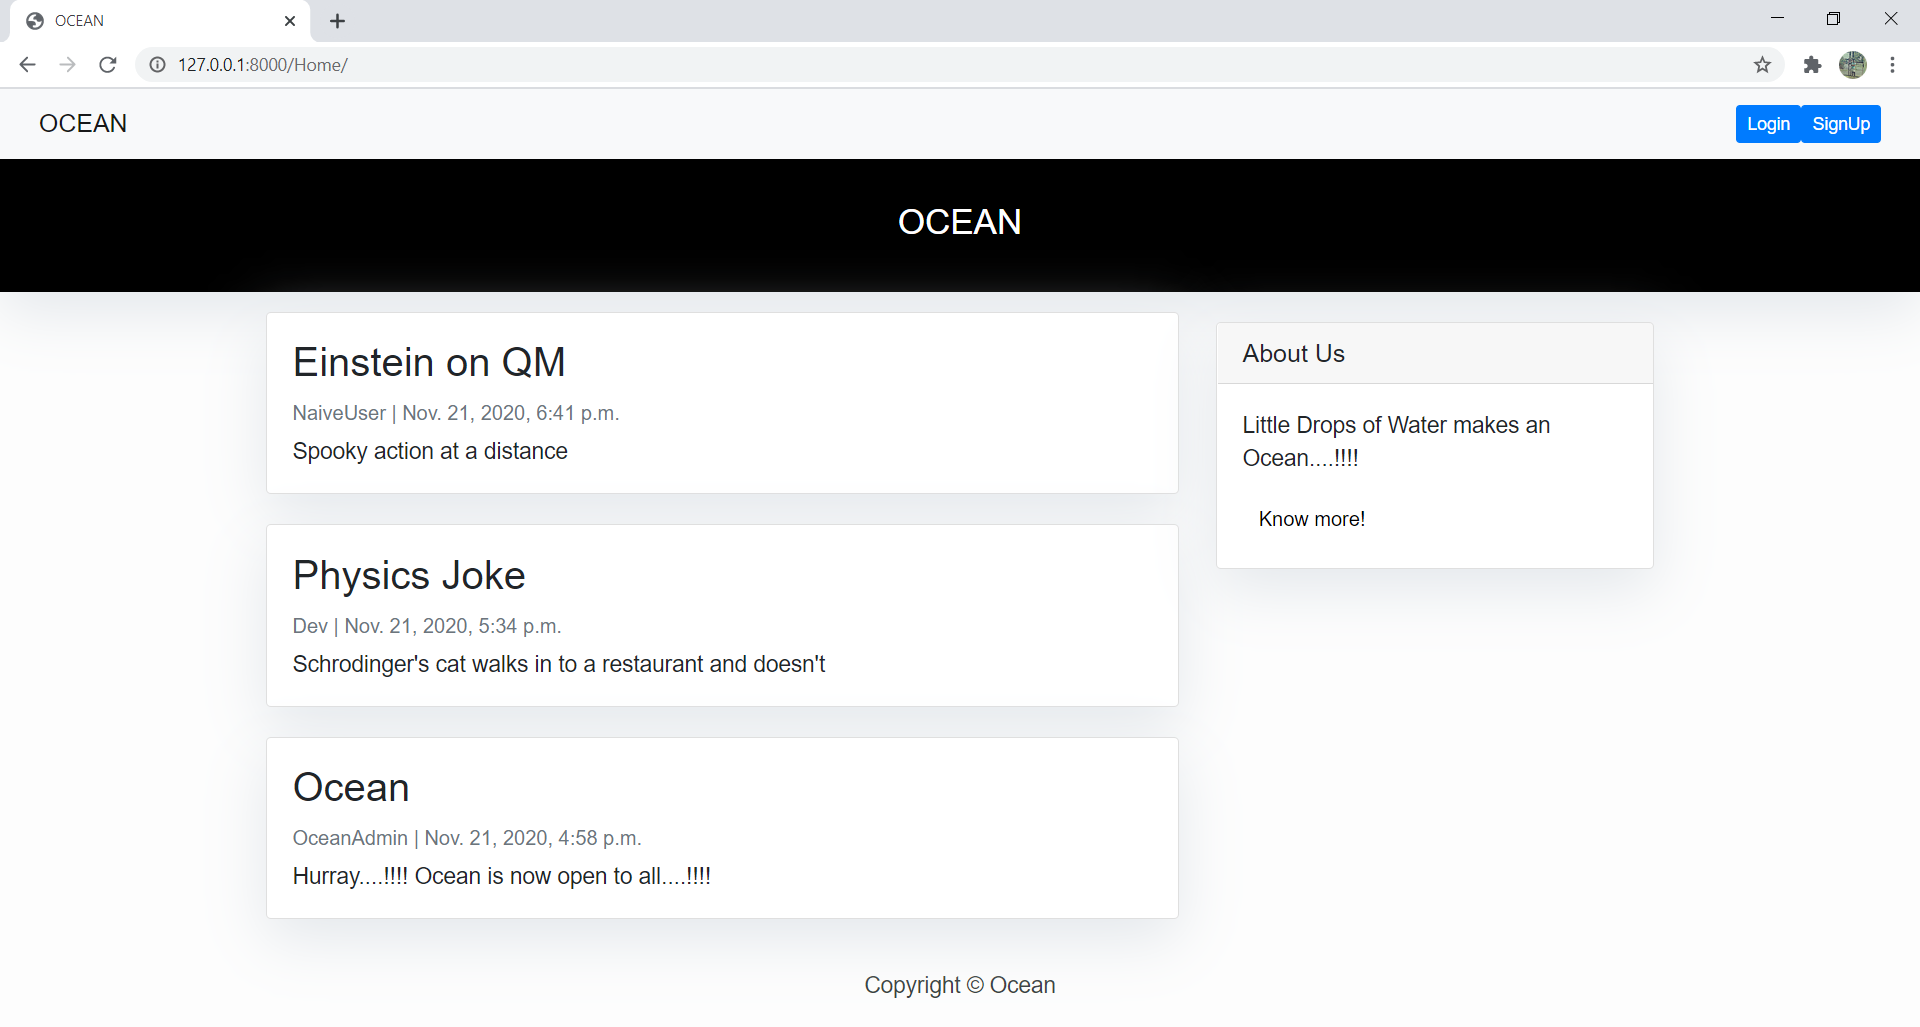 OCEAN
127.0.0.1:8000/Home/
OCEAN
Login SignUp
OCEAN
Einstein on QM
NaiveUser | Nov. 21, 2020, 6:41 p.m.
Spooky action at a distance
Physics Joke
Dev | Nov. 21, 2020, 5:34 p.m.
Schrodinger's cat walks in to a restaurant and doesn't
Ocean
OceanAdmin | Nov. 21, 2020, 4:58 p.m.
Hurray....!!!! Ocean is now open to all....!!!!
About Us
Little Drops of Water makes an
Ocean....!!!!
Know more!
Copyright © Ocean